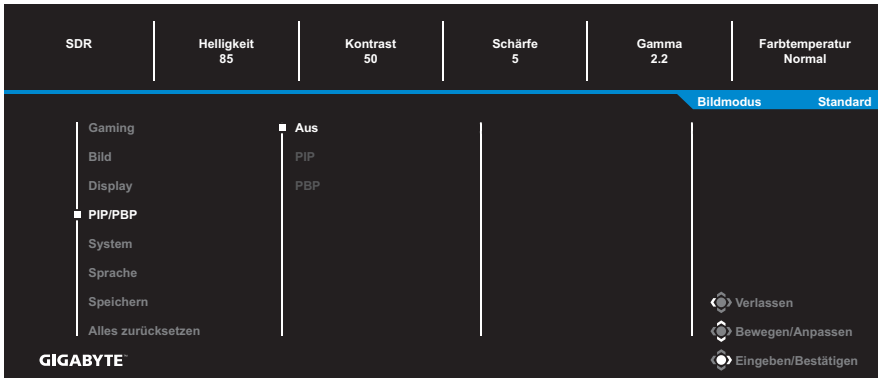 SDR
Helligkeit
85
Kontrast
50
Schärfe
5
Gamma
2.2
Farbtemperatur
Normal
Bildmodus Standard
Gaming
Bild
Display
PIP/PBP
System
Sprache
Speichern
Alles zurücksetzen
Aus
PIP
PBP
Verlassen
Bewegen/Anpassen
Eingeben/Bestätigen
GIGABYTE™